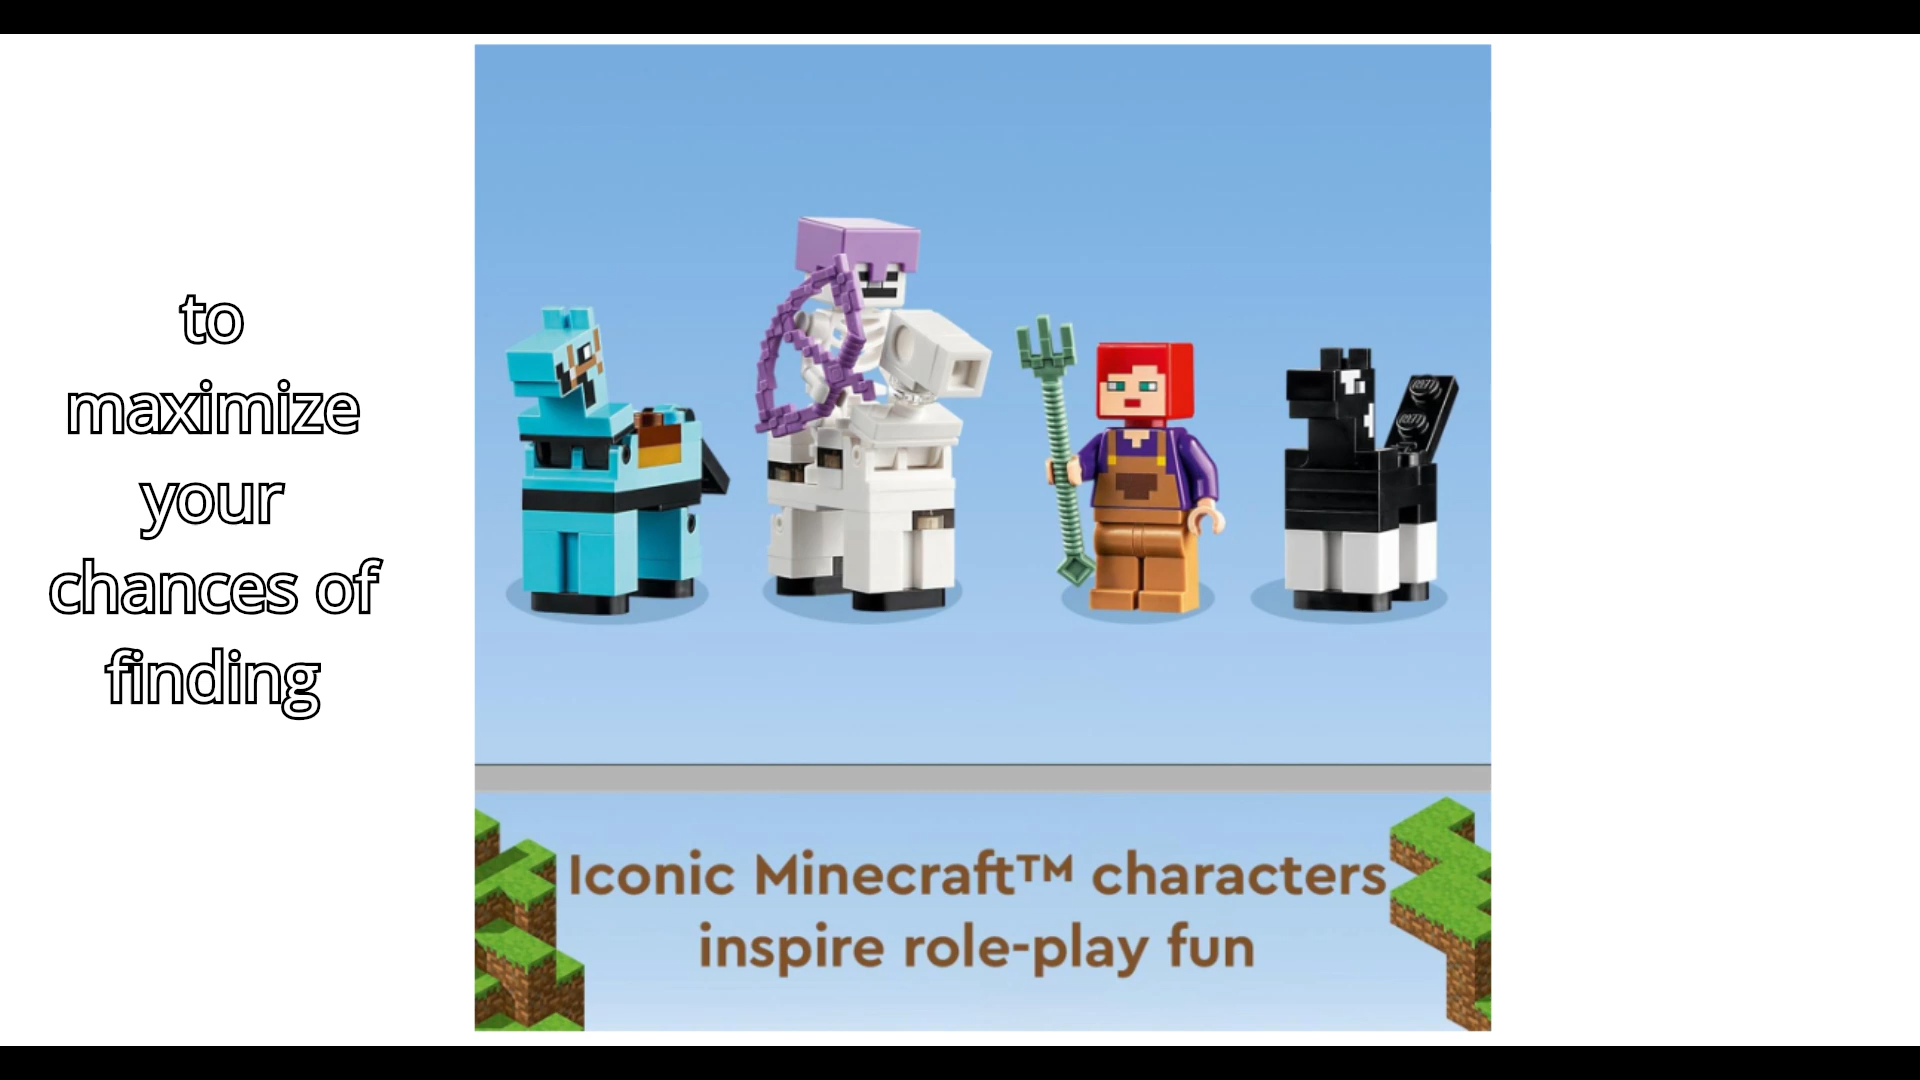 to
maximize
your
chances of
finding
Iconic Minecraft™ characters
inspire role-play fun